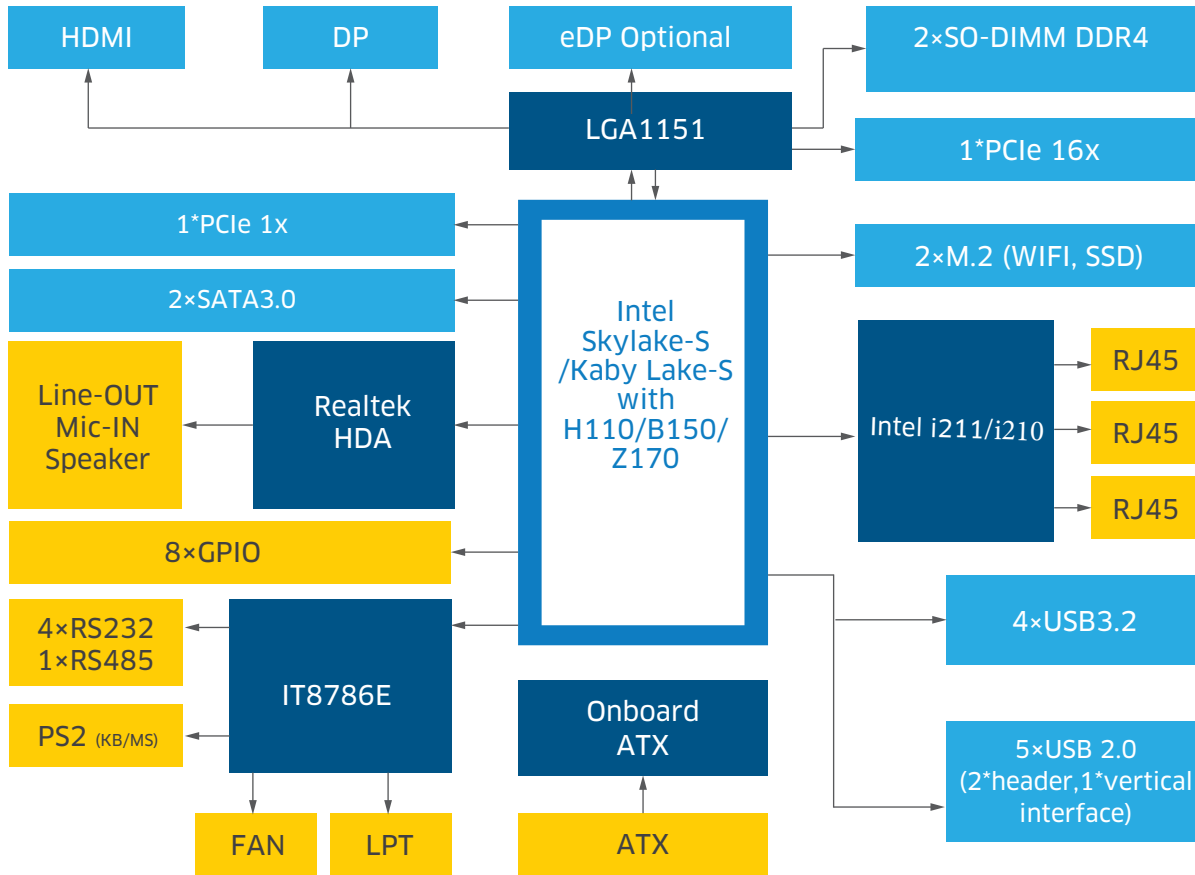 HDMI
DP
eDP Optional
2×SO-DIMM DDR4
LGA1151
1*PCIe 16x
1*PCIe 1x
2×M.2 (WIFI, SSD)
2×SATA3.0
Intel
Skylake-S
/Kaby Lake-S
with
H110/B150/
Z170
Line-OUT
Mic-IN
Speaker
Realtek
HDA
Intel i211/i210
RJ45
RJ45
RJ45
8×GPIO
4×RS232
1×RS485
IT8786E
PS2 (KB/MS)
FAN
LPT
Onboard
ATX
ATX
4×USB3.2
5×USB 2.0
(2*header,1*vertical
interface)